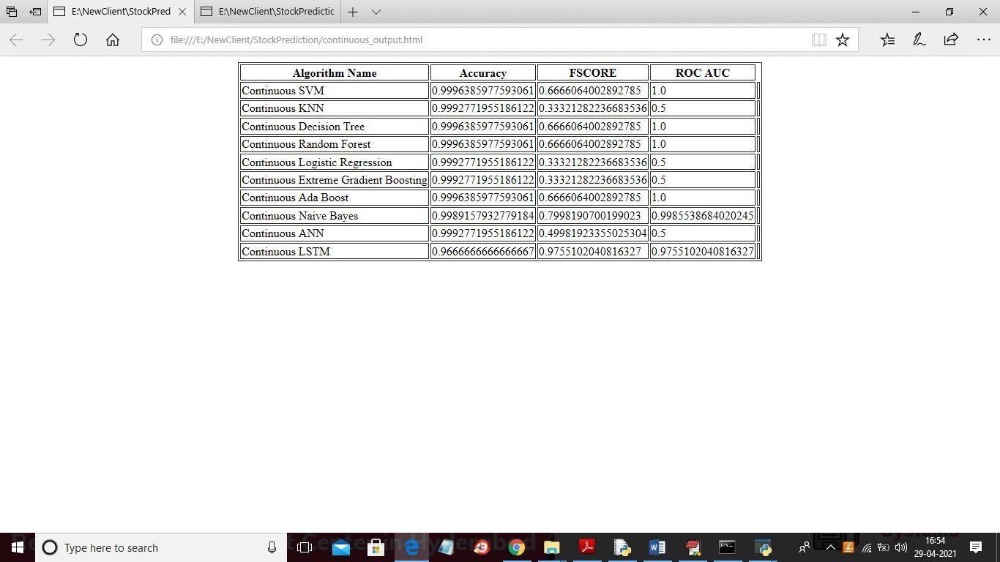 E:\NewClient\StockPred
E:\NewClient\StockPredictic
file:///E:/NewClient/StockPrediction/continuous_output.html
Algorithm Name Accuracy FSCORE ROC AUC
Continuous SVM 0.9996385977593061 0.6666064002892785 1.0
Continuous KNN 0.9992771955186122 0.33321282236683536 0.5
Continuous Decision Tree 0.9996385977593061 0.6666064002892785 1.0
Continuous Random Forest 0.9996385977593061 0.6666064002892785 1.0
Continuous Logistic Regression 0.9992771955186122 0.33321282236683536 0.5
Continuous Extreme Gradient Boosting 0.9992771955186122 0.33321282236683536 0.5
Continuous Ada Boost 0.9996385977593061 0.6666064002892785 1.0
Continuous Naive Bayes 0.9989157932779184 0.7998190700199023 0.9985538684020245
Continuous ANN 0.9992771955186122 0.49981923355025304 0.5
Continuous LSTM 0.9666666666666667 0.9755102040816327 0.9755102040816327
Type here to search
16:54
29-04-2021